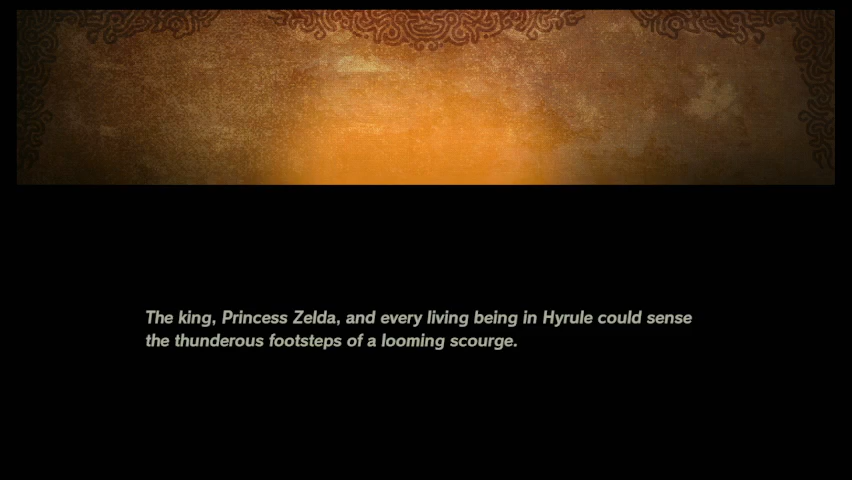 The king, Princess Zelda, and every living being in Hyrule could sense
the thunderous footsteps of a looming scourge.